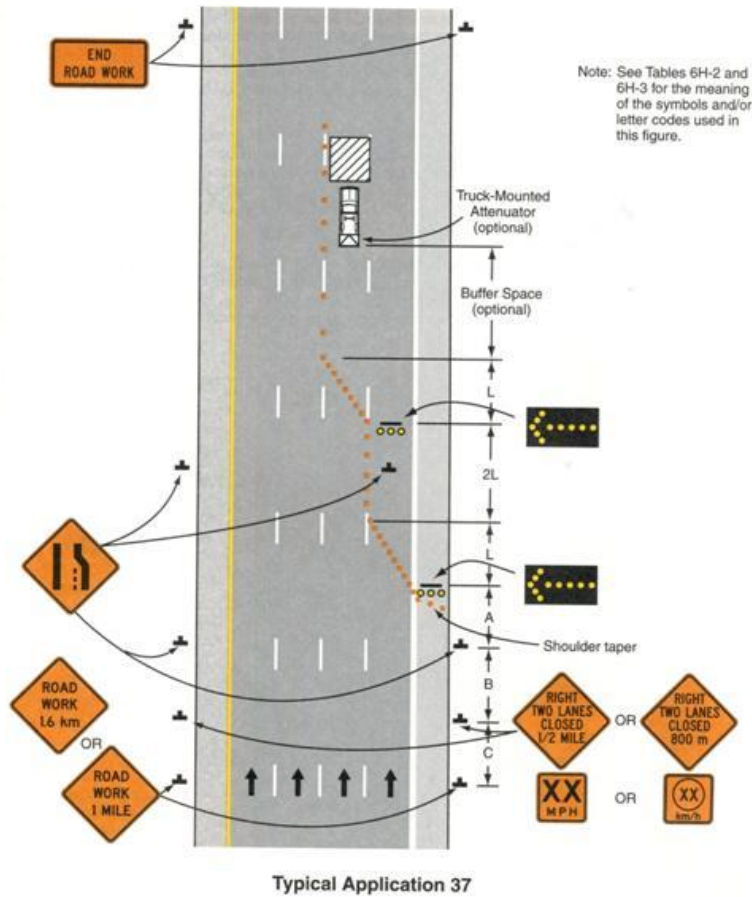 END
ROAD WORK
Note: See Tables 6H-2 and
6H-3 for the meaning
of the symbols and/or
letter codes used in
this figure.
Truck-Mounted
Attenuator
(optional)
Buffer Space
(optional)
L
2L
L
A
Shoulder taper
B
C
ROAD
WORK
1.6 km
OR
ROAD
WORK
1 MILE
RIGHT
TWO LANES
CLOSED
1/2 MILE
OR
RIGHT
TWO LANES
CLOSED
800 m
XX
MPH
OR
XX
km/h
Typical Application 37